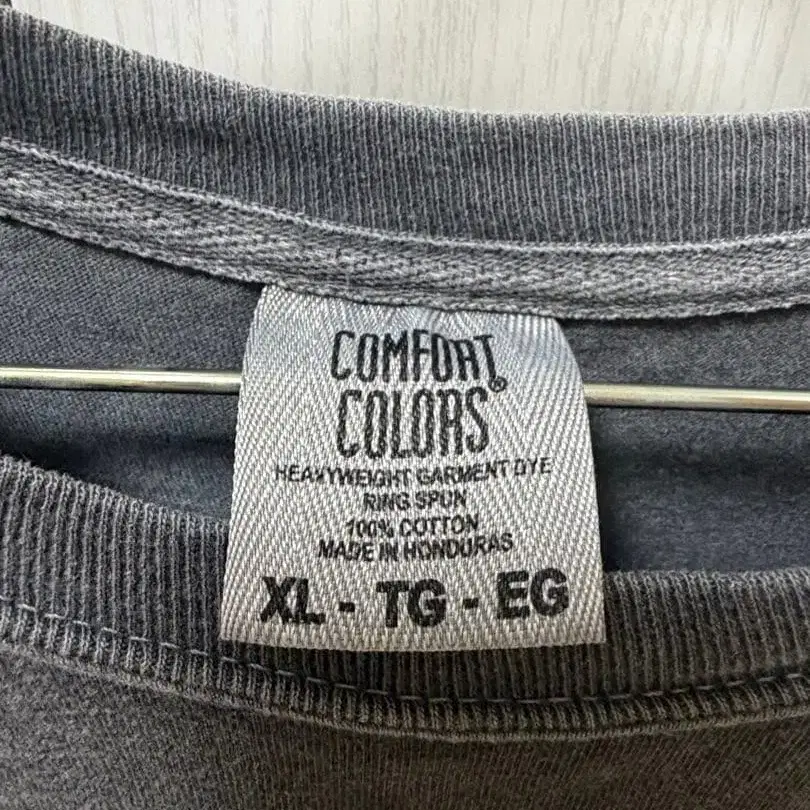 COMFORT
COLORS®
HEAVYWEIGHT GARMENT DYE
RING SPUN
100% COTTON
MADE IN HONDURAS
XL - TG - EG